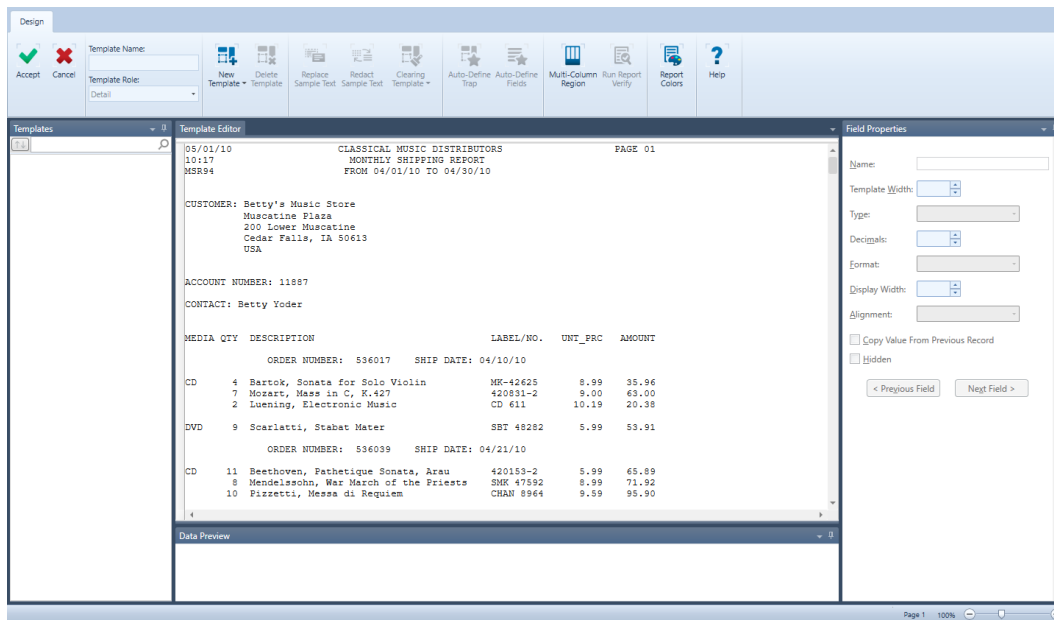 Design
Accept
Cancel
Template Name:
Template Role:
Detail
New Template
Delete Template
Replace Sample Text
Redact Sample Text
Clearing Template
Auto-Define Trap
Auto-Define Fields
Multi-Column Region
Run Report Verify
Report Colors
Help
Templates
Template Editor
05/01/10 CLASSICAL MUSIC DISTRIBUTORS PAGE 01
10:17 MONTHLY SHIPPING REPORT
MSR94 FROM 04/01/10 TO 04/30/10
CUSTOMER: Betty's Music Store
Muscatine Plaza
200 Lower Muscatine
Cedar Falls, IA 50613
USA
ACCOUNT NUMBER: 11887
CONTACT: Betty Yoder
MEDIA QTY DESCRIPTION LABEL/NO. UNT_PRC AMOUNT
ORDER NUMBER: 536017 SHIP DATE: 04/10/10
CD 4 Bartok, Sonata for Solo Violin MK-42625 8.99 35.96
7 Mozart, Mass in C, K.427 420831-2 9.00 63.00
2 Luening, Electronic Music CD 611 10.19 20.38
DVD 9 Scarlatti, Stabat Mater SBT 48282 5.99 53.91
ORDER NUMBER: 536039 SHIP DATE: 04/21/10
CD 11 Beethoven, Pathetique Sonata, Arau 420153-2 5.99 65.89
8 Mendelssohn, War March of the Priests SMK 47592 8.99 71.92
10 Pizzetti, Messa di Requiem CHAN 8964 9.59 95.90
Data Preview
Field Properties
Name:
Template Width:
Type:
Decimals:
Format:
Display Width:
Alignment:
Copy Value From Previous Record
Hidden
< Previous Field
Next Field >
Page 1 100%